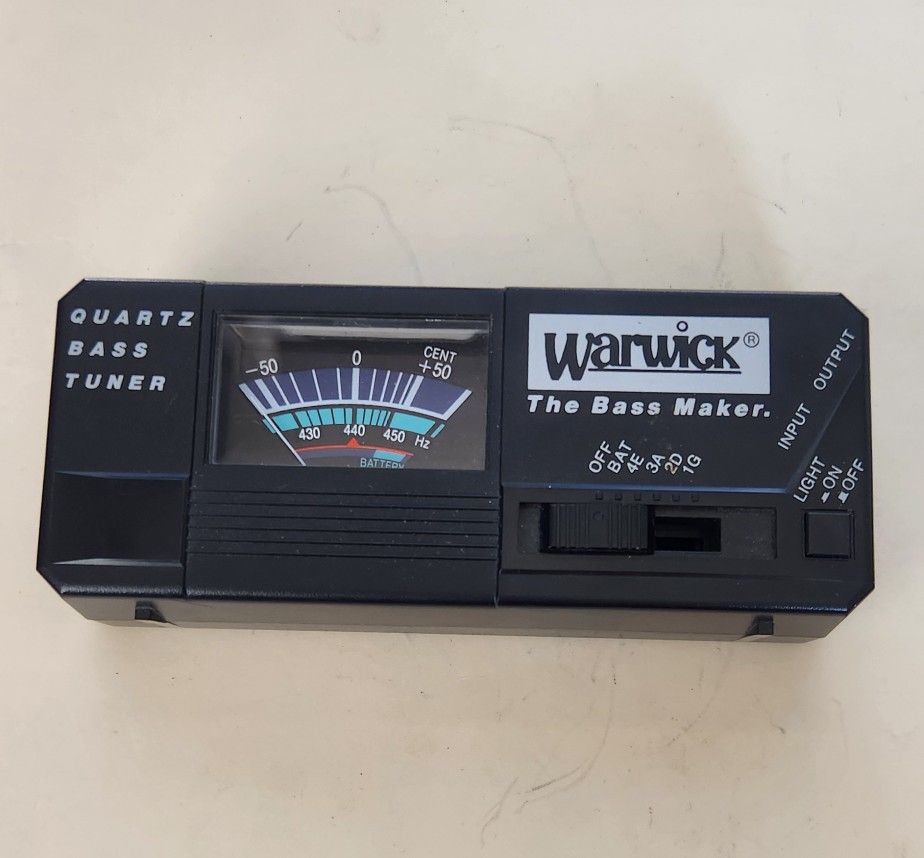 QUARTZ
BASS
TUNER
-50
0
CENT
+50
430
440
450
Hz
BATTERY
Warwick®
The Bass Maker.
OFF
BAT
4E
3A
2D
1G
INPUT
OUTPUT
LIGHT
ON
OFF